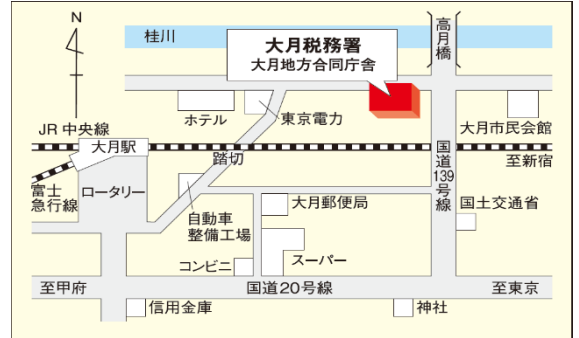 N
桂川
大月税務署
大月地方合同庁舎
高月橋
ホテル
東京電力
大月市民会館
JR中央線
大月駅
踏切
国道139号線
至新宿
富士
急行線
ロータリー
自動車
整備工場
大月郵便局
国土交通省
コンビニ
スーパー
至甲府
国道20号線
至東京
信用金庫
神社